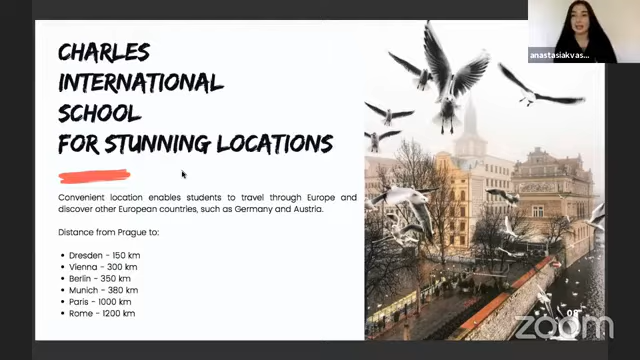 CHARLES
INTERNATIONAL
SCHOOL
FOR STUNNING LOCATIONS
Convenient location enables students to travel through Europe and
discover other European countries, such as Germany and Austria.
Distance from Prague to:
• Dresden - 150 km
• Vienna - 300 km
• Berlin - 350 km
• Munich - 380 km
• Paris - 1000 km
• Rome - 1200 km
anastasiakvas...
zoom